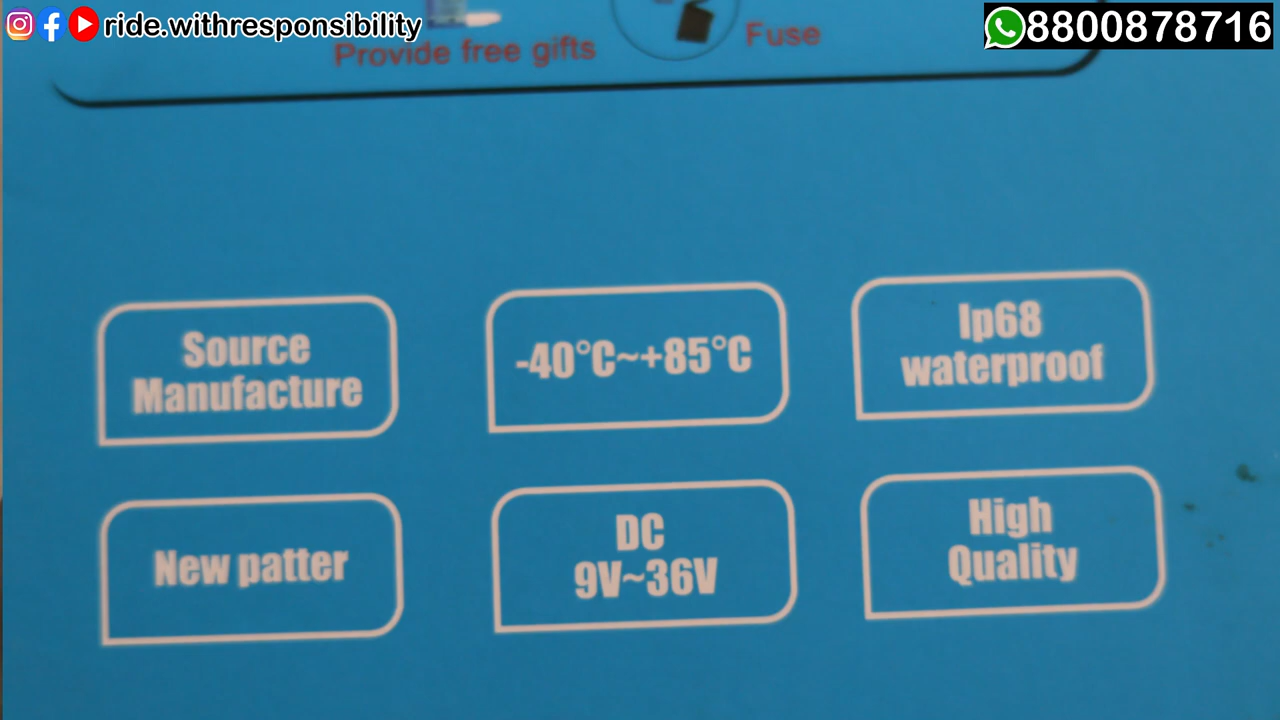 ride.withresponsibility
8800878716
Provide free gifts
Fuse
Source
Manufacture
-40°C~+85°C
Ip68
waterproof
New patter
DC
9V~36V
High
Quality